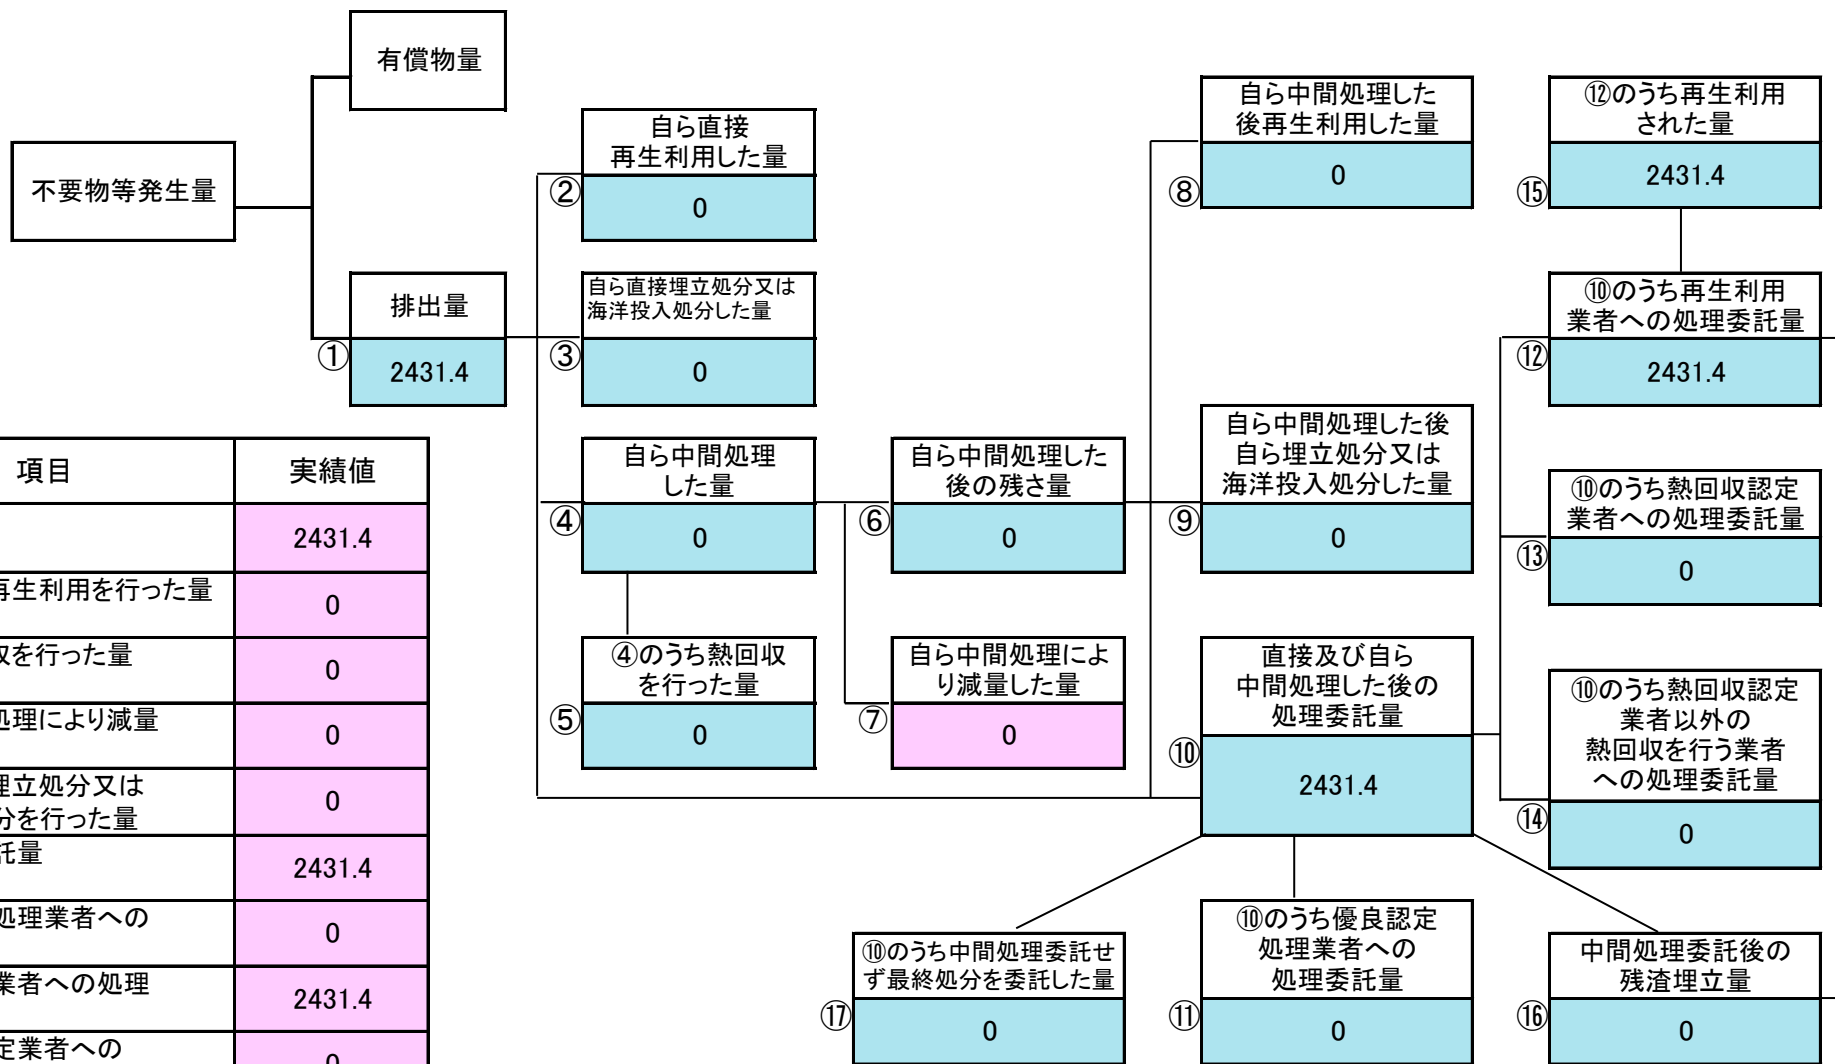 有償物量
不要物等発生量
排出量
①
2431.4
自ら直接
再生利用した量
②
0
自ら直接埋立処分又は
海洋投入処分した量
③
0
自ら中間処理
した量
④
0
④のうち熱回収
を行った量
⑤
0
自ら中間処理した
後の残さ量
⑥
0
自ら中間処理によ
り減量した量
⑦
0
自ら中間処理した
後再生利用した量
⑧
0
自ら中間処理した後
自ら埋立処分又は
海洋投入処分した量
⑨
0
直接及び自ら
中間処理した後の
処理委託量
⑩
2431.4
⑩のうち優良認定
処理業者への
処理委託量
⑪
0
⑩のうち中間処理委託せ
ず最終処分を委託した量
⑰
0
⑫のうち再生利用
された量
⑮
2431.4
⑩のうち再生利用
業者への処理委託量
⑫
2431.4
⑩のうち熱回収認定
業者への処理委託量
⑬
0
⑩のうち熱回収認定
業者以外の
熱回収を行う業者
への処理委託量
⑭
0
中間処理委託後の
残渣埋立量
⑯
0
項目 実績値
2431.4
再生利用を行った量
0
収を行った量
0
処理により減量
0
埋立処分又は
分を行った量
0
託量
2431.4
処理業者への
0
業者への処理
2431.4
定業者への
0